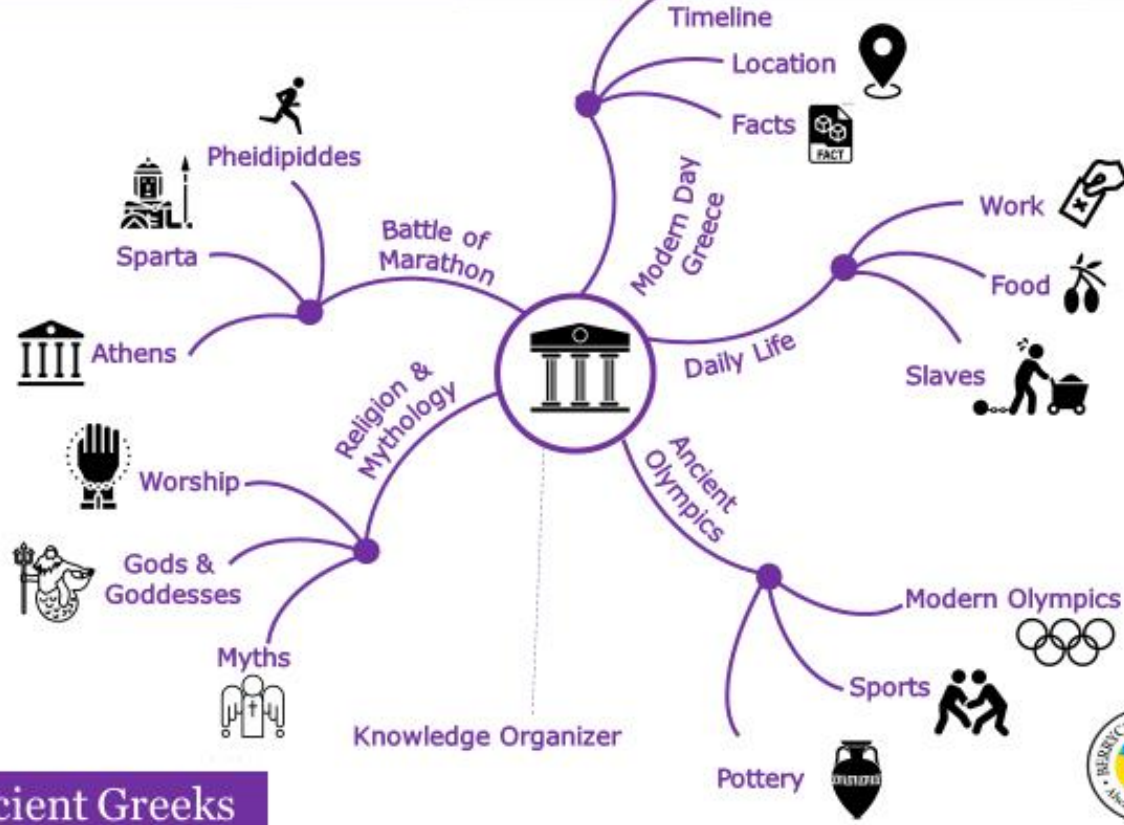 Timeline
Location
Facts
FACT
Modern Day
Greece
Pheidipiddes
Sparta
Athens
Battle of
Marathon
Work
Food
Slaves
Daily Life
Religion &
Mythology
Worship
Gods &
Goddesses
Myths
Ancient
Olympics
Modern Olympics
Sports
Pottery
Knowledge Organizer
cient Greeks